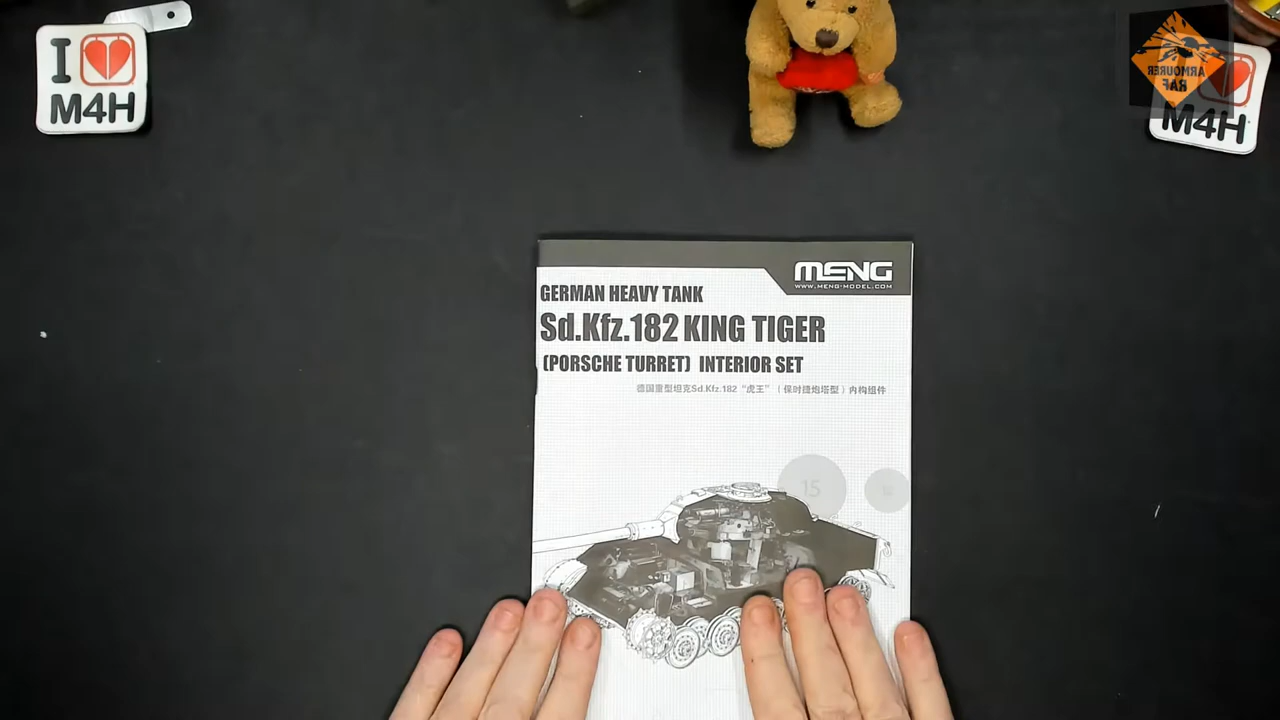 I
M4H
ARMOURER
RAF
M4H
MENG
WWW.MENG-MODEL.COM
GERMAN HEAVY TANK
Sd.Kfz.182 KING TIGER
(PORSCHE TURRET) INTERIOR SET
德国重型坦克Sd.Kfz.182“虎王”（保时捷炮塔型）内构组件
15